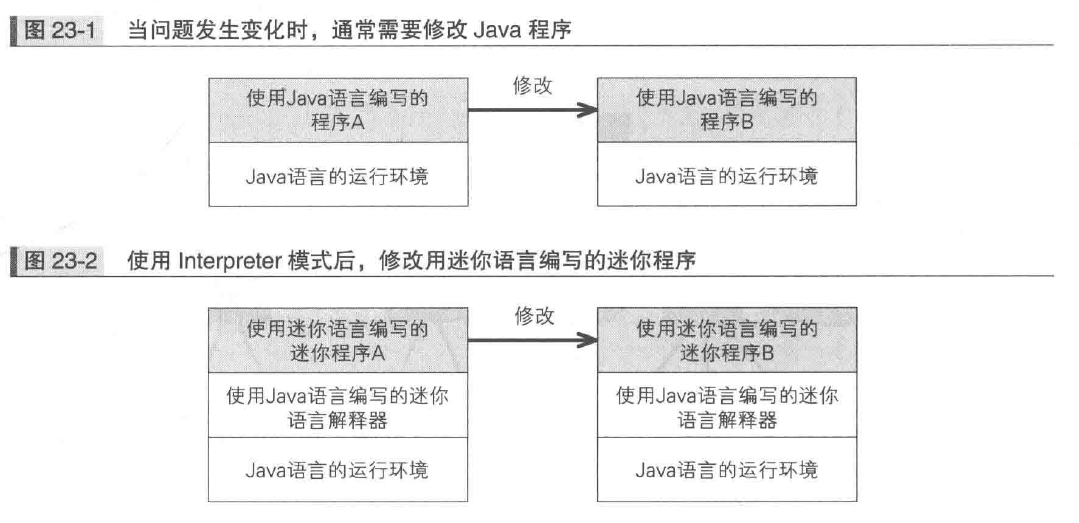 图 23-1 当问题发生变化时，通常需要修改 Java 程序
使用Java语言编写的
程序A
修改
使用Java语言编写的
程序B
Java语言的运行环境
Java语言的运行环境
图 23-2 使用 Interpreter 模式后，修改用迷你语言编写的迷你程序
使用迷你语言编写的
迷你程序A
修改
使用迷你语言编写的
迷你程序B
使用Java语言编写的迷你
语言解释器
使用Java语言编写的迷你
语言解释器
Java语言的运行环境
Java语言的运行环境